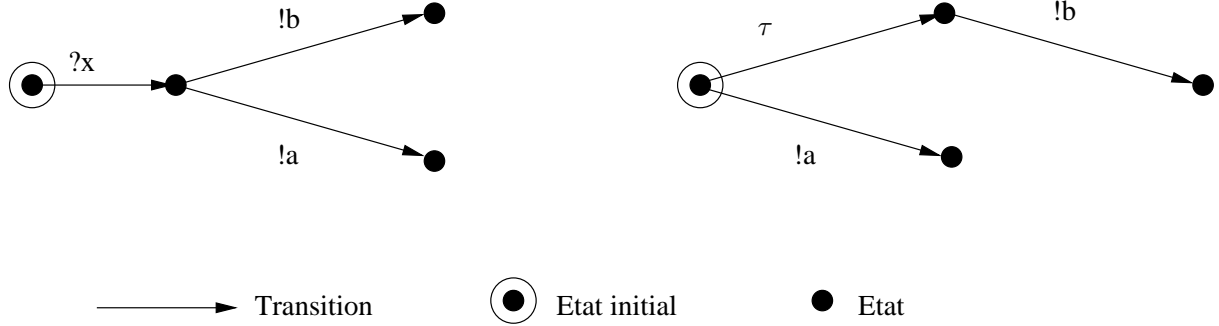 ?x
!b
!a
τ
!b
!a
Transition
Etat initial
Etat